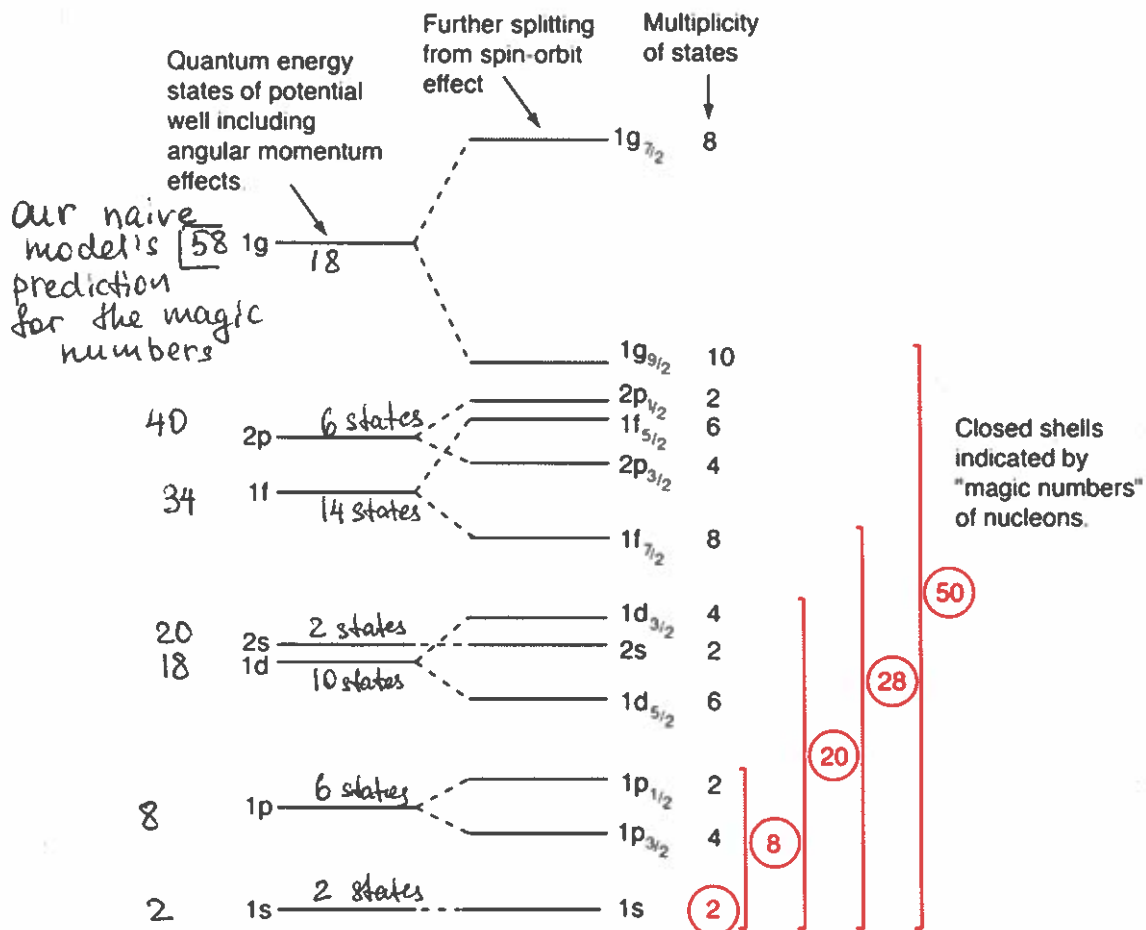 Quantum energy
states of potential
well including
angular momentum
effects.
Further splitting
from spin-orbit
effect
Multiplicity
of states
our naive
model's
prediction
for the magic
numbers
1g7/2 8
58 1g 18
1g9/2 10
2p1/2 2
40 2p 6 states
1f5/2 6
2p3/2 4
34 1f 14 states
1f7/2 8
Closed shells
indicated by
"magic numbers"
of nucleons.
50
1d3/2 4
20 2s 2 states 2s 2
18 1d 10 states
28
1d5/2 6
20
1p1/2 2
8 1p 6 states
1p3/2 4
8
2 1s 2 states 1s 2